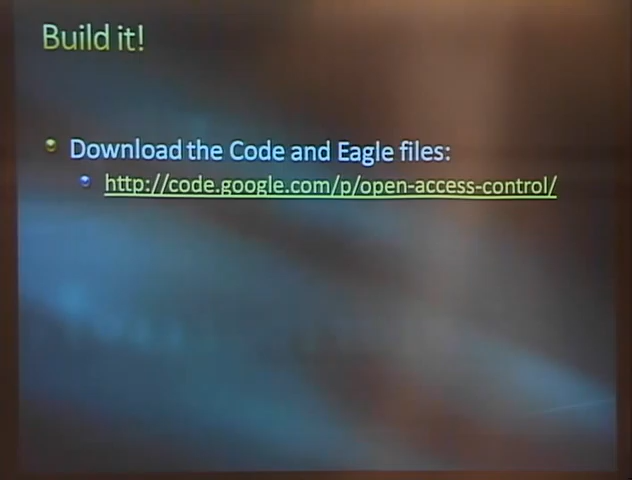 Build it!
Download the Code and Eagle files:
http://code.google.com/p/open-access-control/